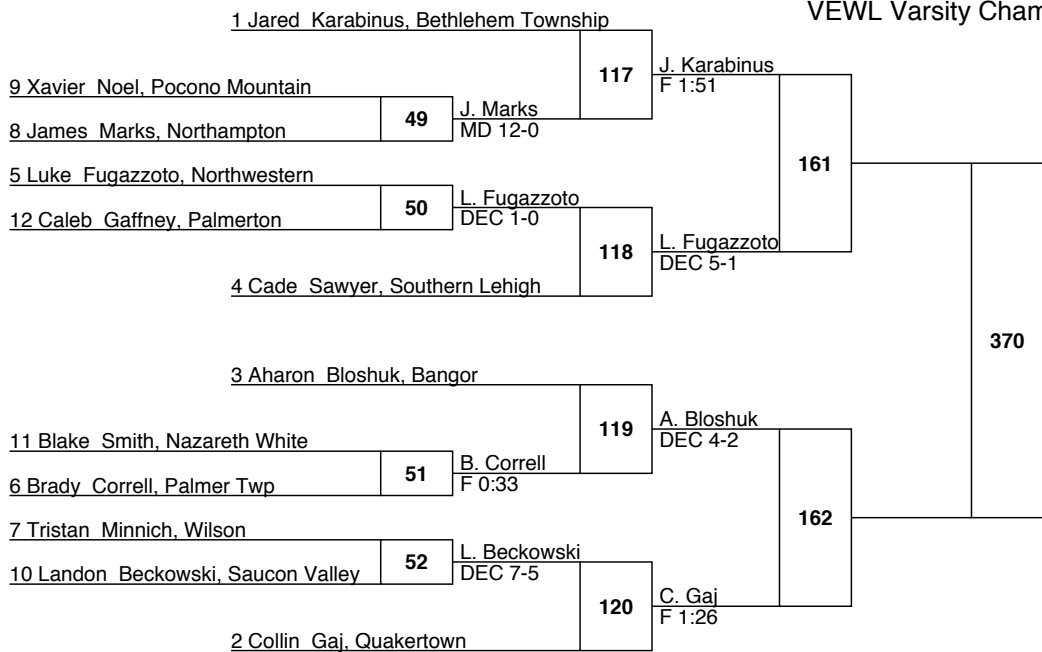 VEWL Varsity Cham
1 Jared Karabinus, Bethlehem Township
117
J. Karabinus
F 1:51
9 Xavier Noel, Pocono Mountain
49
J. Marks
MD 12-0
8 James Marks, Northampton
161
5 Luke Fugazzoto, Northwestern
50
L. Fugazzoto
DEC 1-0
12 Caleb Gaffney, Palmerton
118
L. Fugazzoto
DEC 5-1
4 Cade Sawyer, Southern Lehigh
370
3 Aharon Bloshuk, Bangor
119
A. Bloshuk
DEC 4-2
11 Blake Smith, Nazareth White
51
B. Correll
F 0:33
6 Brady Correll, Palmer Twp
162
7 Tristan Minnich, Wilson
52
L. Beckowski
DEC 7-5
10 Landon Beckowski, Saucon Valley
120
C. Gaj
F 1:26
2 Collin Gaj, Quakertown